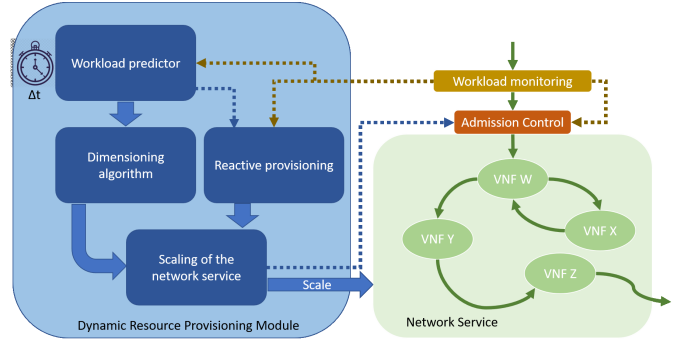 Workload predictor
Δt
Workload monitoring
Admission Control
Dimensioning
algorithm
Reactive provisioning
VNF W
VNF X
VNF Y
VNF Z
Scaling of the
network service
Scale
Dynamic Resource Provisioning Module
Network Service